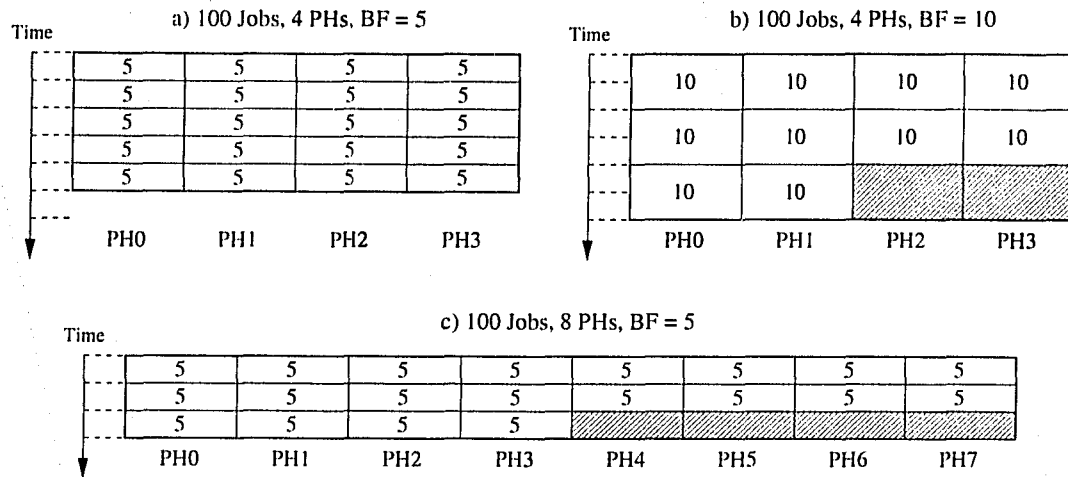 a) 100 Jobs, 4 PHs, BF = 5
Time
5 5 5 5
5 5 5 5
5 5 5 5
5 5 5 5
5 5 5 5
PH0 PH1 PH2 PH3
b) 100 Jobs, 4 PHs, BF = 10
Time
10 10 10 10
10 10 10 10
10 10
PH0 PH1 PH2 PH3
c) 100 Jobs, 8 PHs, BF = 5
Time
5 5 5 5 5 5 5 5
5 5 5 5 5 5 5 5
5 5 5 5
PH0 PH1 PH2 PH3 PH4 PH5 PH6 PH7